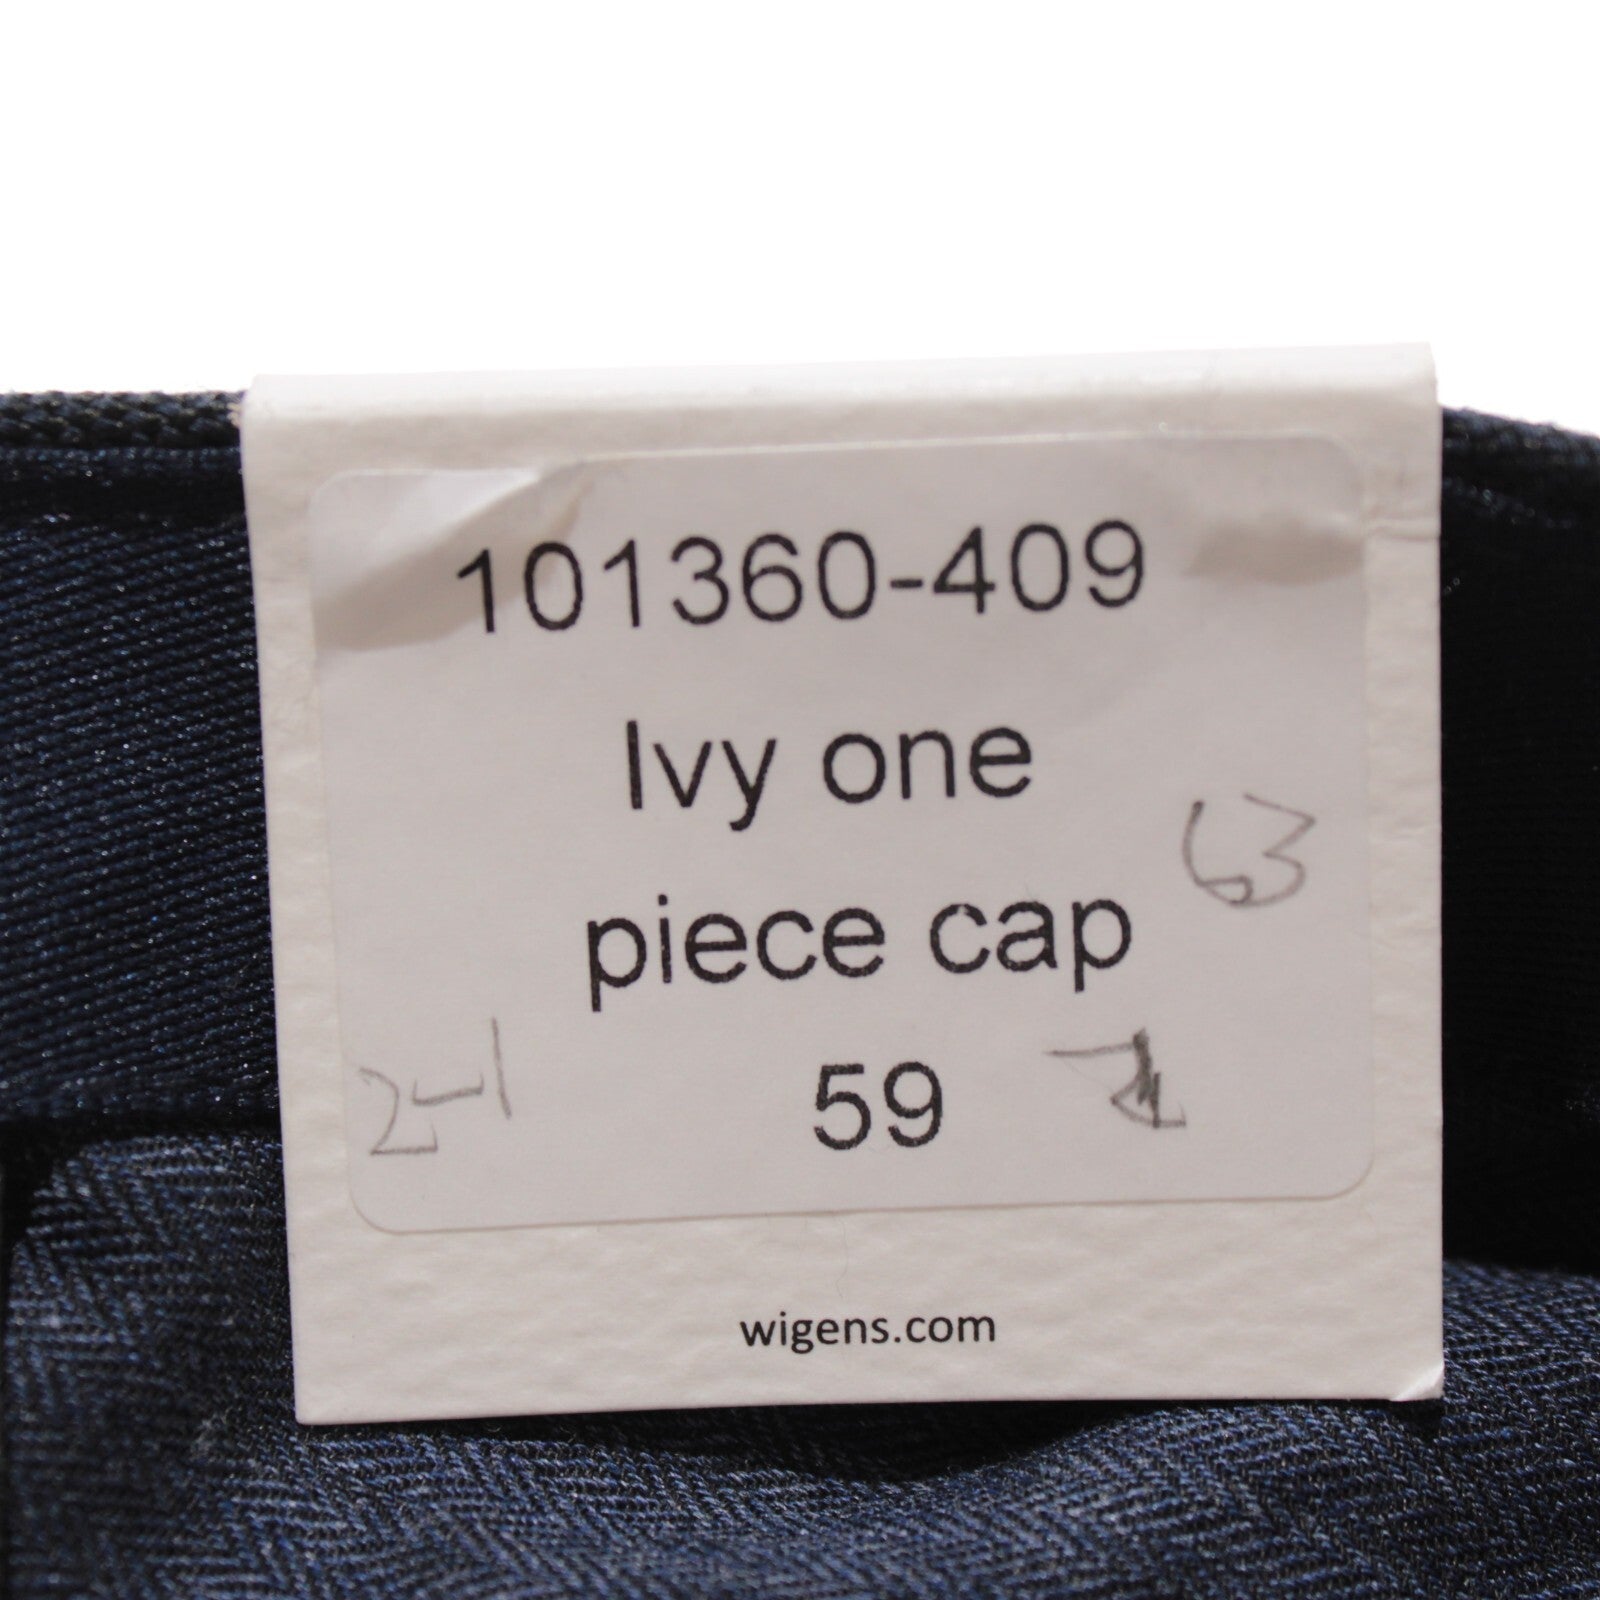 101360-409
Ivy one
63
piece cap
2-1
59
wigens.com